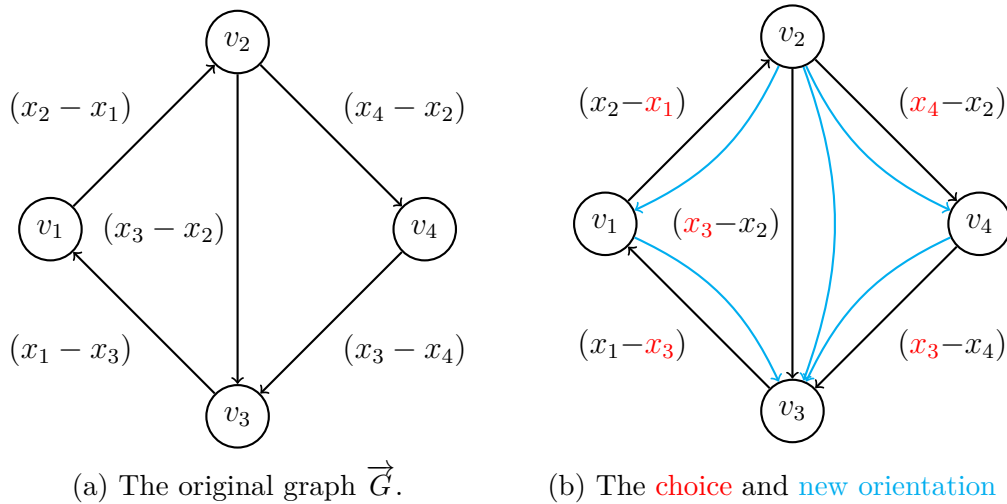 v₂
(x₂ − x₁)
(x₄ − x₂)
v₁
(x₃ − x₂)
v₄
(x₁ − x₃)
(x₃ − x₄)
v₃
(a) The original graph $\overrightarrow{G}$.
v₂
(x₂−x₁)
(x₄−x₂)
v₁
(x₃−x₂)
v₄
(x₁−x₃)
(x₃−x₄)
v₃
(b) The choice and new orientation